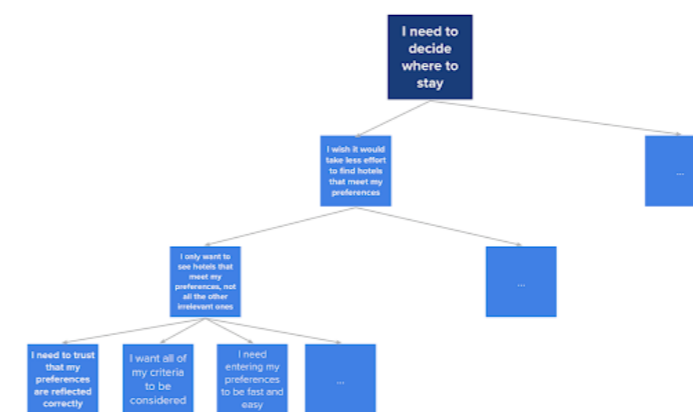 I need to
decide
where to
stay
I wish it would
take less effort
to find hotels
that meet my
preferences
...
I only want to
see hotels that
meet my
preferences, not
all the other
irrelevant ones
...
I need to trust
that my
preferences
are reflected
correctly
I want all of
my criteria
to be
considered
I need
entering my
preferences
to be fast and
easy
...